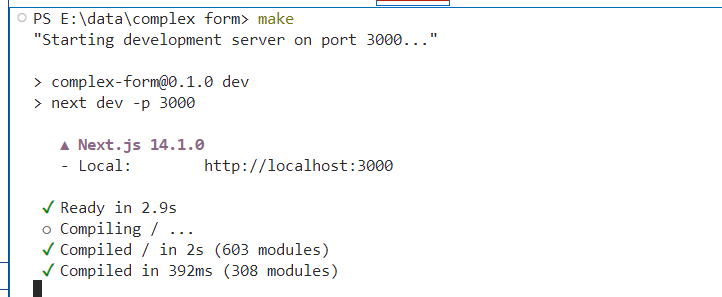 PS E:\data\complex form> make
"Starting development server on port 3000..."
> complex-form@0.1.0 dev
> next dev -p 3000
▲ Next.js 14.1.0
- Local:        http://localhost:3000
✓ Ready in 2.9s
○ Compiling / ...
✓ Compiled / in 2s (603 modules)
✓ Compiled in 392ms (308 modules)